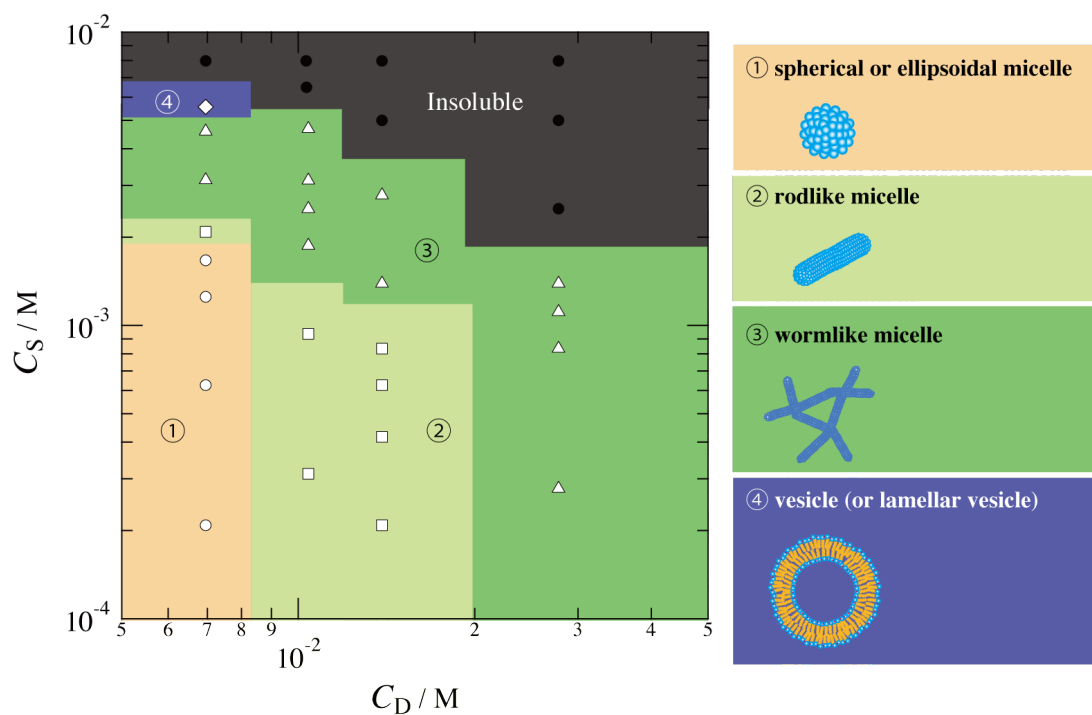 10⁻²
④
Insoluble
③
C_S / M
10⁻³
①
②
10⁻⁴
5 6 7 8 9 2 3 4 5
10⁻²
C_D / M
① spherical or ellipsoidal micelle
② rodlike micelle
③ wormlike micelle
④ vesicle (or lamellar vesicle)